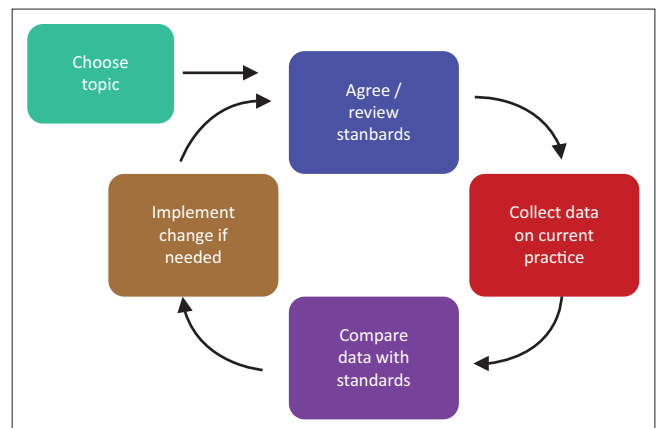 Choose
topic
Agree /
review
stanbards
Collect data
on current
practice
Compare
data with
standards
Implement
change if
needed